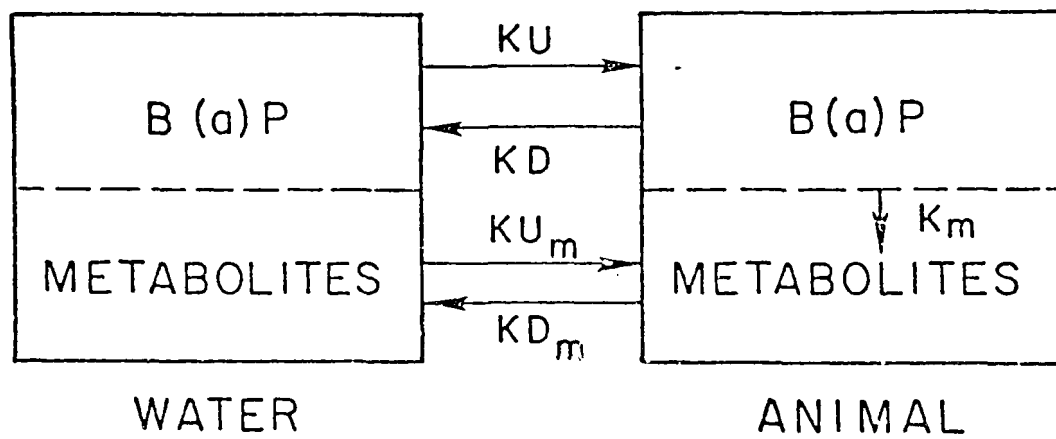 KU
B (a) P
B (a) P
KD
Km
KUm
METABOLITES
METABOLITES
KDm
WATER
ANIMAL